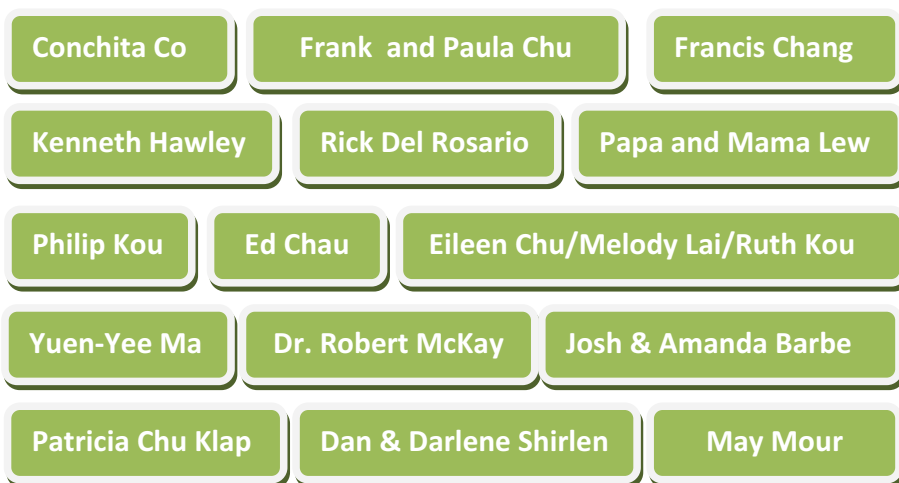 Conchita Co Frank and Paula Chu Francis Chang
Kenneth Hawley Rick Del Rosario Papa and Mama Lew
Philip Kou Ed Chau Eileen Chu/Melody Lai/Ruth Kou
Yuen-Yee Ma Dr. Robert McKay Josh & Amanda Barbe
Patricia Chu Klap Dan & Darlene Shirlen May Mour